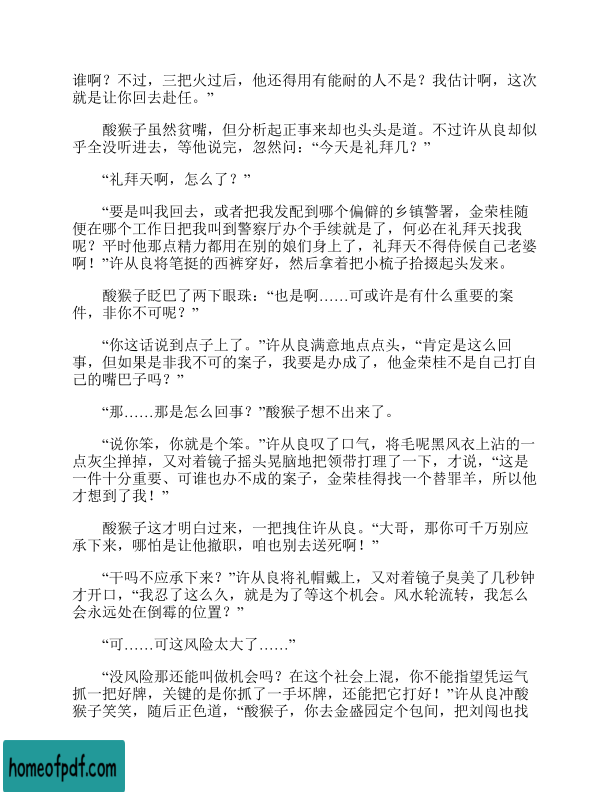 谁啊？不过，三把火过后，他还得用有能耐的人不是？我估计啊，这次
就是让你回去赴任。”
酸猴子虽然贫嘴，但分析起正事来却也头头是道。不过许从良却似
乎全没听进去，等他说完，忽然问：“今天是礼拜几？”
“礼拜天啊，怎么了？”
“要是叫我回去，或者把我发配到哪个偏僻的乡镇警署，金荣桂随
便在哪个工作日把我叫到警察厅办个手续就是了，何必在礼拜天找我
呢？平时他那点精力都用在别的娘们身上了，礼拜天不得侍候自己老婆
啊！”许从良将笔挺的西裤穿好，然后拿着把小梳子拾掇起头发来。
酸猴子眨巴了两下眼珠：“也是啊……可或许是有什么重要的案
件，非你不可呢？”
“你这话说到点子上了。”许从良满意地点点头，“肯定是这么回
事，但如果是非我不可的案子，我要是办成了，他金荣桂不是自己打自
己的嘴巴子吗？”
“那……那是怎么回事？”酸猴子想不出来了。
“说你笨，你就是个笨。”许从良叹了口气，将毛呢黑风衣上沾的一
点灰尘掸掉，又对着镜子摇头晃脑地把领带打理了一下，才说，“这是
一件十分重要、可谁也办不成的案子，金荣桂得找一个替罪羊，所以他
才想到了我！”
酸猴子这才明白过来，一把拽住许从良。“大哥，那你可千万别应
承下来，哪怕是让他撤职，咱也别去送死啊！”
“干吗不应承下来？”许从良将礼帽戴上，又对着镜子臭美了几秒钟
才开口，“我忍了这么久，就是为了等这个机会。风水轮流转，我怎么
会永远处在倒霉的位置？”
“可……可这风险太大了……”
“没风险那还能叫做机会吗？在这个社会上混，你不能指望凭运气
抓一把好牌，关键的是你抓了一手坏牌，还能把它打好！”许从良冲酸
猴子笑笑，随后正色道，“酸猴子，你去金盛园定个包间，把刘闯也找
homeofpdf.com